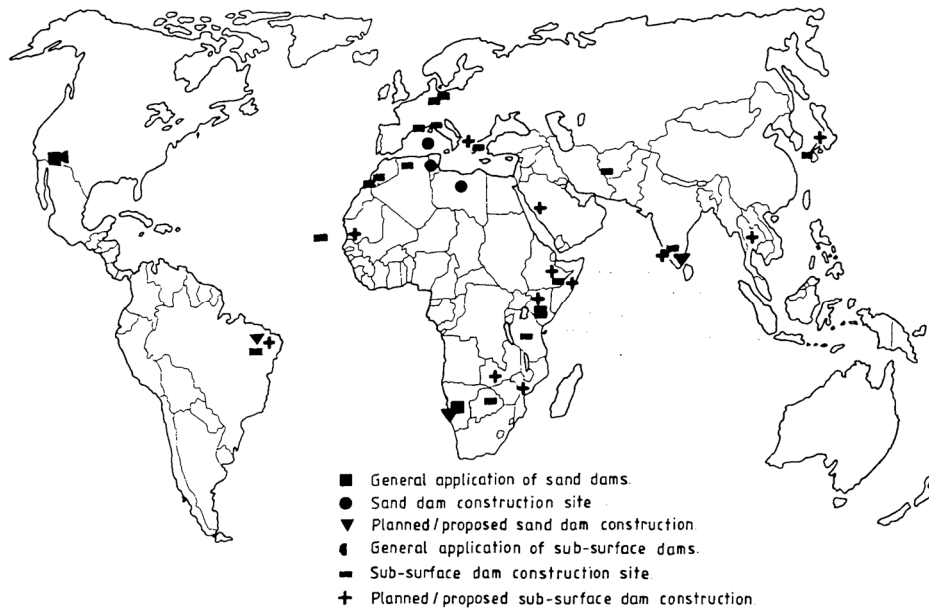 General application of sand dams.
Sand dam construction site
Planned/proposed sand dam construction.
General application of sub-surface dams.
Sub-surface dam construction site.
Planned/proposed sub-surface dam construction.